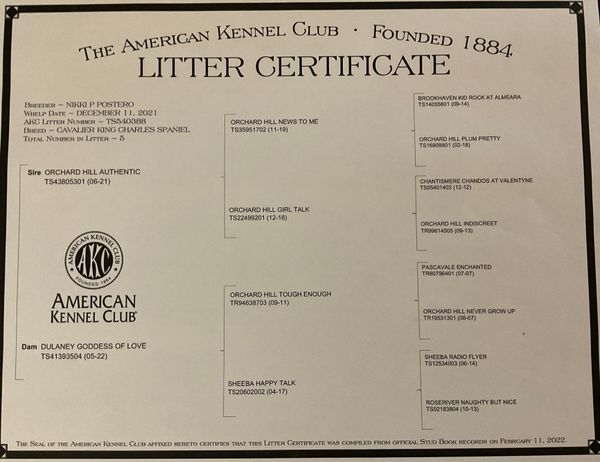 The American Kennel Club · Founded 1884
LITTER CERTIFICATE
Breeder ~ NIKKI P POSTERO
Whelp Date ~ DECEMBER 11, 2021
AKC Litter Number ~ TS540388
Breed ~ CAVALIER KING CHARLES SPANIEL
Total Number in Litter ~ 5
BROOKHAVEN KID ROCK AT ALMEARA
TS14055601 (09-14)
ORCHARD HILL NEWS TO ME
TS35951702 (11-19)
ORCHARD HILL PLUM PRETTY
TS16908801 (02-18)
Sire ORCHARD HILL AUTHENTIC
TS43805301 (06-21)
CHANTISMERE CHANDOS AT VALENTYNE
TS05401402 (12-12)
ORCHARD HILL GIRL TALK
TS22499201 (12-18)
ORCHARD HILL INDISCREET
TR99614505 (09-13)
AMERICAN KENNEL CLUB
AKC
FOUNDED 1884
AMERICAN
KENNEL CLUB®
PASCAVALE ENCHANTED
TR80796401 (07-07)
ORCHARD HILL TOUGH ENOUGH
TR94638703 (09-11)
ORCHARD HILL NEVER GROW UP
TR19531301 (08-07)
Dam DULANEY GODDESS OF LOVE
TS41393504 (05-22)
SHEEBA RADIO FLYER
TS12534003 (06-14)
SHEEBA HAPPY TALK
TS20602002 (04-17)
ROSERIVER NAUGHTY BUT NICE
TS02183804 (10-13)
The Seal of the American Kennel Club affixed hereto certifies that this Litter Certificate was compiled from official Stud Book records on February 11, 2022.